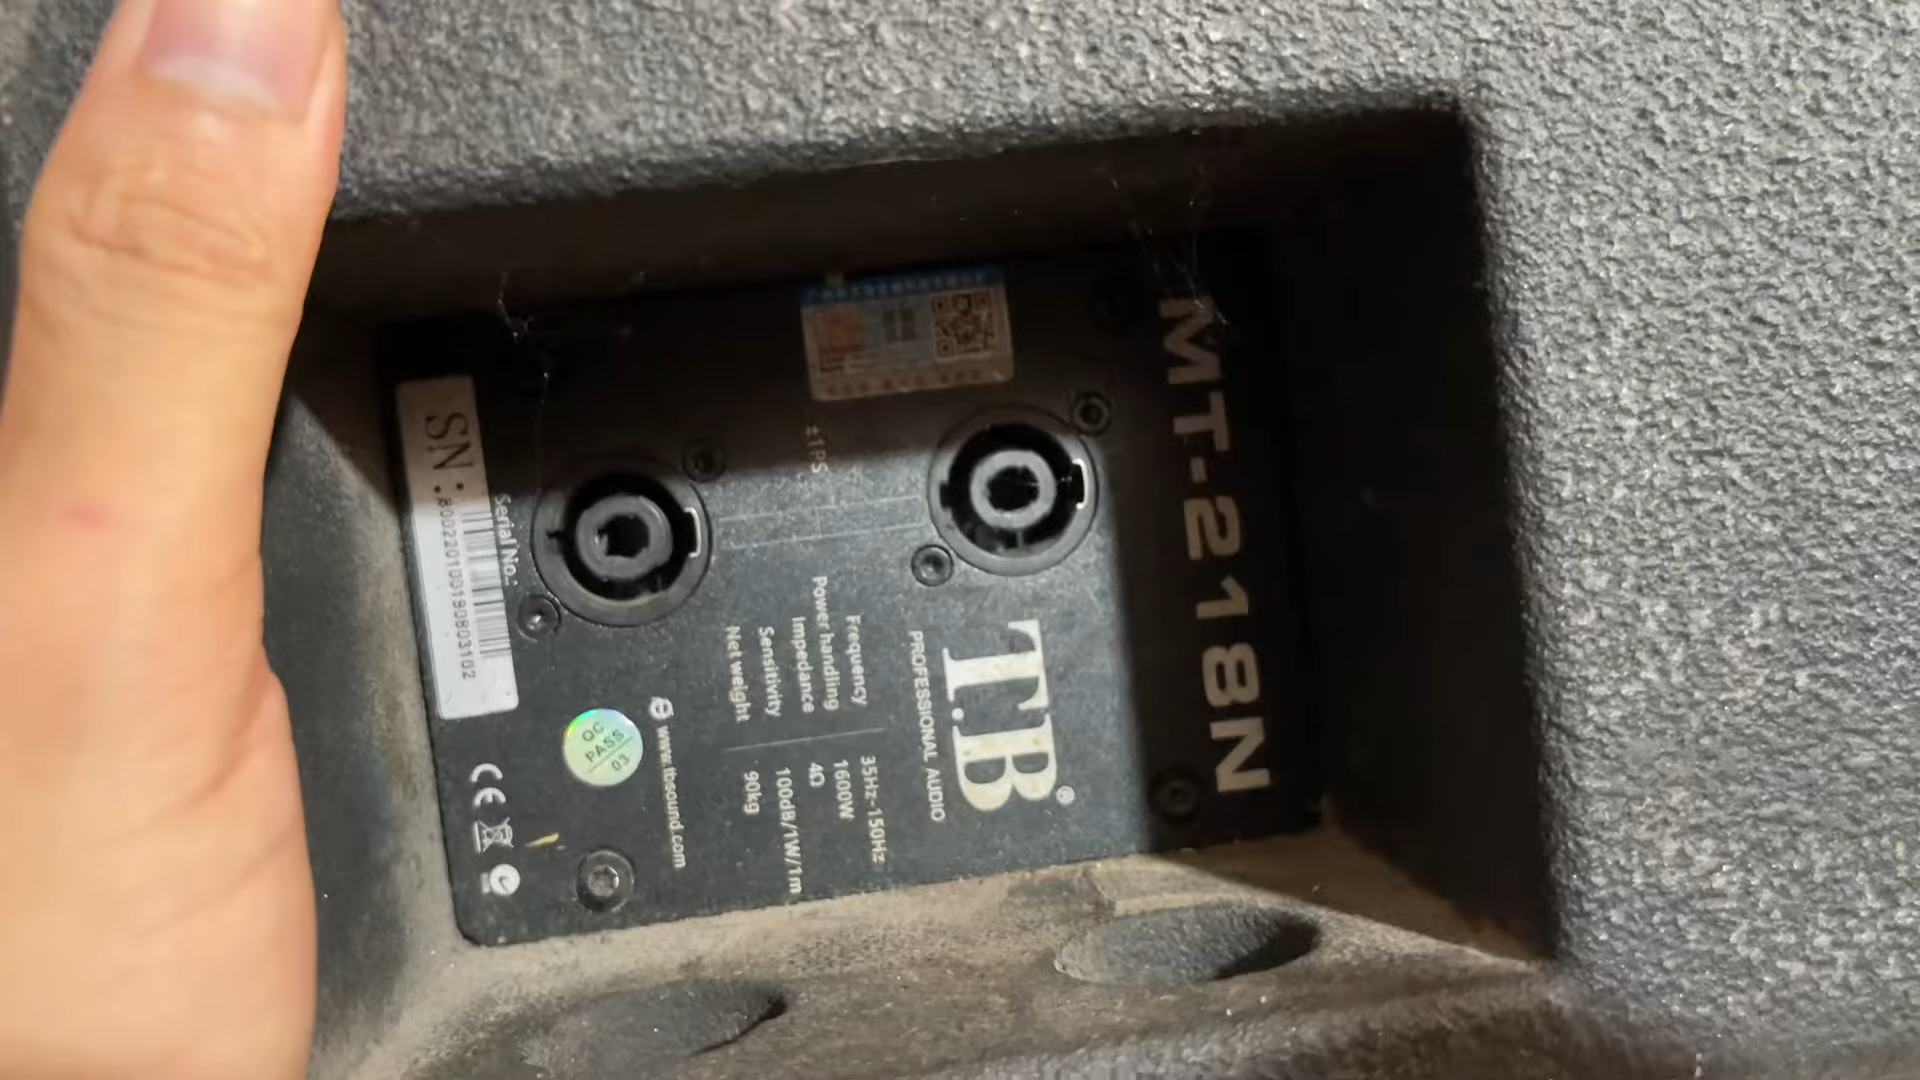 MT-218N
T.B®
PROFESSIONAL AUDIO
Frequency 35Hz-150Hz
Power handling 1600W
Impedance 4Ω
Sensitivity 100dB/1W/1m
Net weight 90kg
±1PS
www.tbsound.com
Serial No.:
SN:
QC
PASS
03
CE